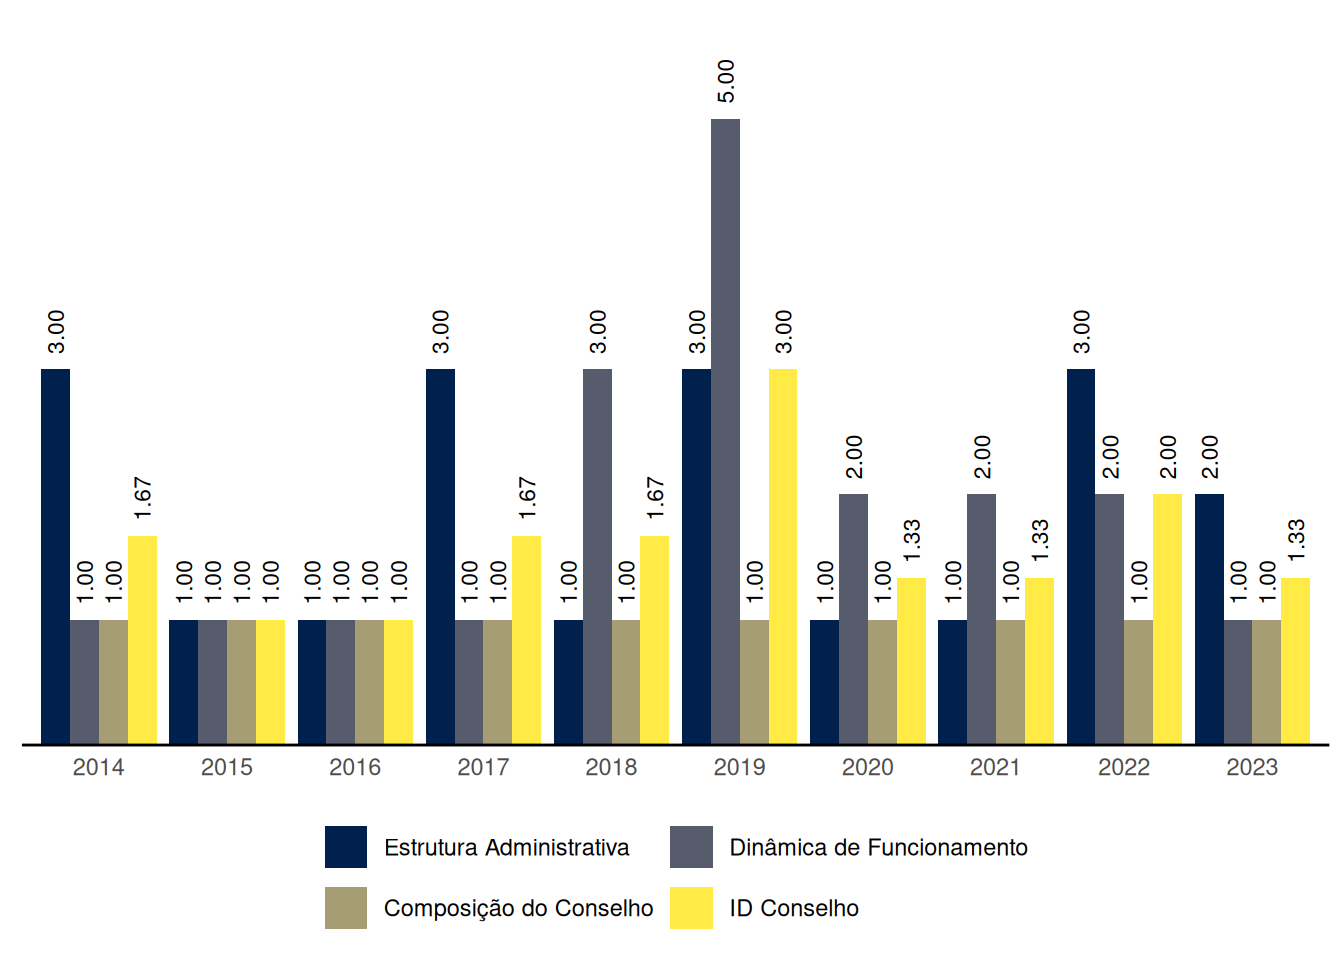 5.00
3.00 3.00 3.00 3.00 3.00 3.00
2.00 2.00 2.00 2.00 2.00
1.67 1.67 1.67
1.33 1.33 1.33
1.00 1.00 1.00 1.00 1.00 1.00 1.00 1.00 1.00 1.00 1.00 1.00 1.00 1.00 1.00 1.00 1.00 1.00 1.00 1.00 1.00 1.00
2014 2015 2016 2017 2018 2019 2020 2021 2022 2023
Estrutura Administrativa Dinâmica de Funcionamento
Composição do Conselho ID Conselho